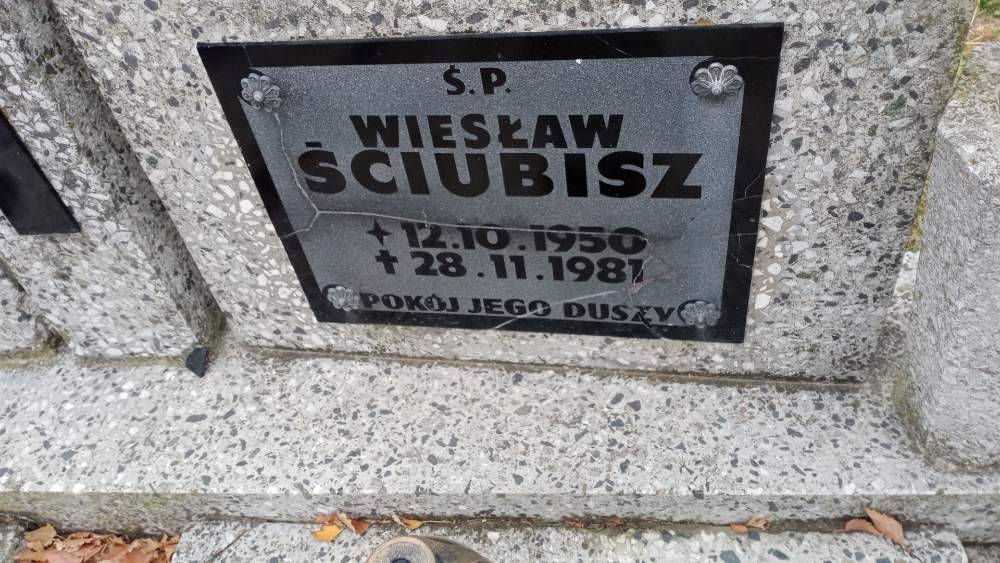 Ś.P.
WIESŁAW
ŚCIUBISZ
12.10.1950
✝ 28.11.1981
POKÓJ JEGO DUSZY